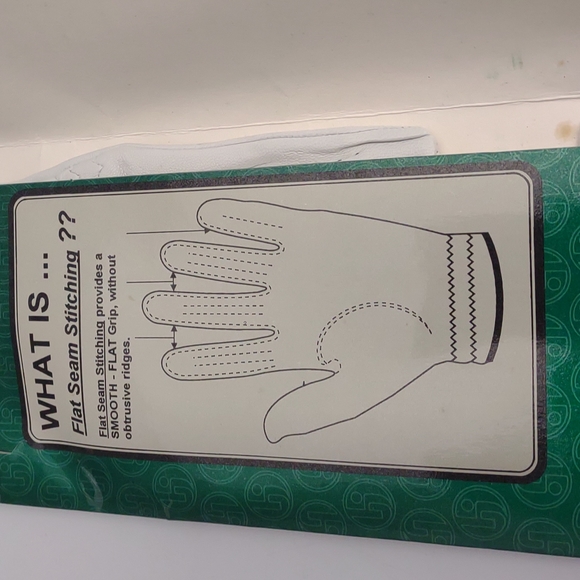 WHAT IS ...
Flat Seam Stitching ??
Flat Seam Stitching provides a
SMOOTH - FLAT Grip, without
obtrusive ridges.